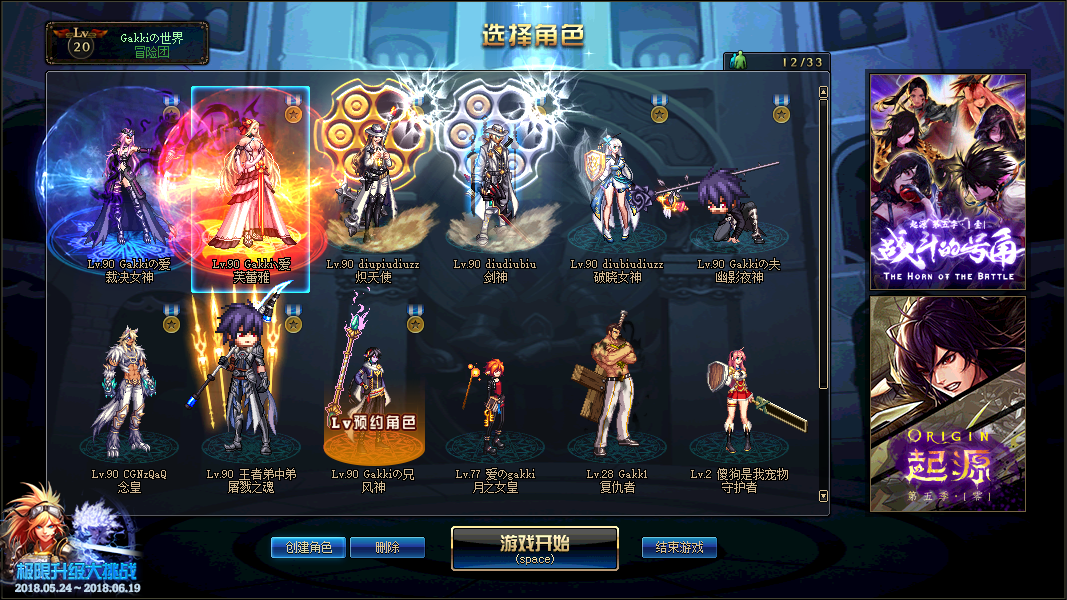 Lv
20
Gakkiの世界
冒险团
选择角色
12/33
Lv.90 Gakkiの爱
裁决女神
Lv.90 Gakki\爱
芙蕾雅
Lv.90 diupiudiuzz
炽天使
Lv.90 diudiubiu
剑神
Lv.90 diubiudiuzz
破晓女神
Lv.90 Gakkiの夫
幽影夜神
Lv.90 CGNzQaQ
念皇
Lv.90 王者弟中弟
屠戮之魂
Lv预约角色
Lv.90 Gakkiの兄
风神
Lv.77 爱のgakki
月之女皇
Lv.28 Gakk1
复仇者
Lv.2 傻狗是我宠物
守护者
起源 第五季
战斗的号角
THE HORN OF THE BATTLE
ORIGIN
起源
第五季·[零]
创建角色
删除
游戏开始
(space)
结束游戏
极限升级大挑战
2018.05.24~2018.06.19